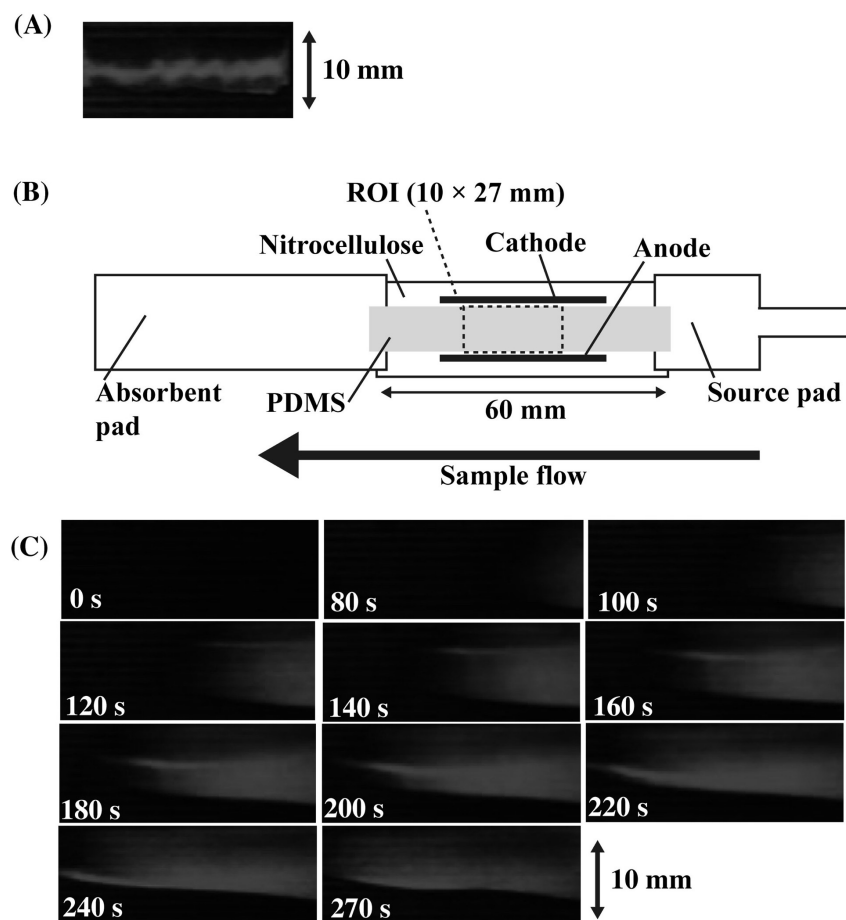 (A)
10 mm
(B)
ROI (10 × 27 mm)
Nitrocellulose
Cathode
Anode
Absorbent
pad
PDMS
60 mm
Source pad
Sample flow
(C)
0 s
80 s
100 s
120 s
140 s
160 s
180 s
200 s
220 s
240 s
270 s
10 mm